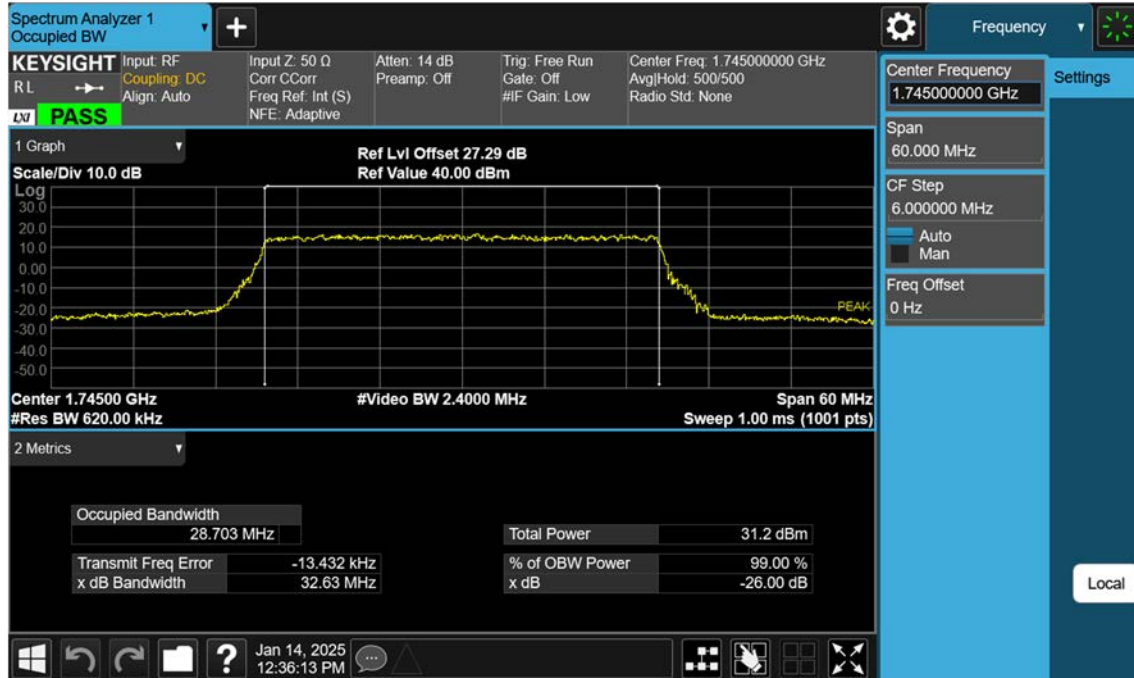 Spectrum Analyzer 1
Occupied BW
+
Frequency
KEYSIGHT
R L
LXI
PASS
Input: RF
Coupling: DC
Align: Auto
Input Z: 50 Ω
Corr CCorr
Freq Ref: Int (S)
NFE: Adaptive
Atten: 14 dB
Preamp: Off
Trig: Free Run
Gate: Off
#IF Gain: Low
Center Freq: 1.745000000 GHz
Avg|Hold: 500/500
Radio Std: None
Center Frequency
1.745000000 GHz
Settings
Span
60.000 MHz
CF Step
6.000000 MHz
Auto
Man
Freq Offset
0 Hz
Local
1 Graph
Scale/Div 10.0 dB
Ref Lvl Offset 27.29 dB
Ref Value 40.00 dBm
Log
30.0
20.0
10.0
0.00
-10.0
-20.0
-30.0
-40.0
-50.0
PEAK
Center 1.74500 GHz
#Video BW 2.4000 MHz
Span 60 MHz
#Res BW 620.00 kHz
Sweep 1.00 ms (1001 pts)
2 Metrics
Occupied Bandwidth
28.703 MHz
Total Power 31.2 dBm
Transmit Freq Error -13.432 kHz
% of OBW Power 99.00 %
x dB Bandwidth 32.63 MHz
x dB -26.00 dB
?
Jan 14, 2025
12:36:13 PM